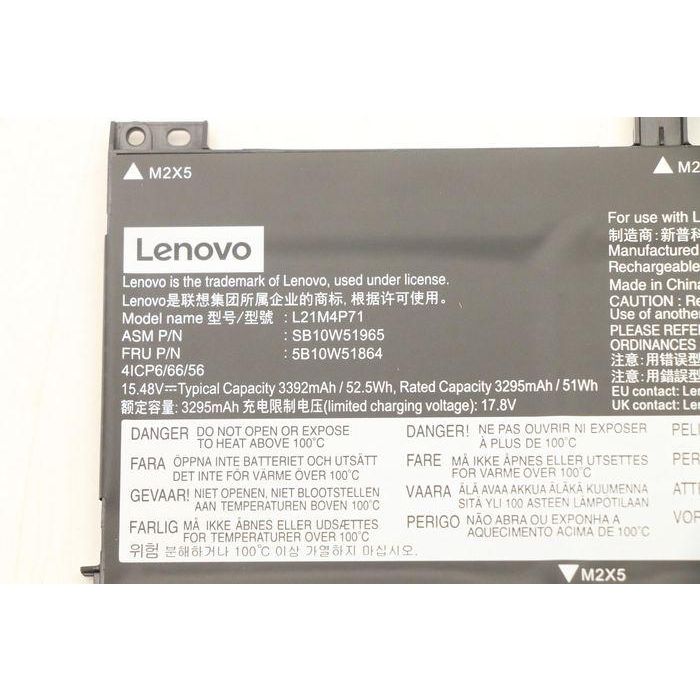 M2X5
M2
Lenovo
Lenovo is the trademark of Lenovo, used under license.
Lenovo是联想集团所属企业的商标, 根据许可使用。
Model name 型号/型號 : L21M4P71
ASM P/N : SB10W51965
FRU P/N : 5B10W51864
4ICP6/66/56
15.48V⎓Typical Capacity 3392mAh / 52.5Wh, Rated Capacity 3295mAh / 51Wh
额定容量: 3295mAh 充电限制电压(limited charging voltage): 17.8V
For use with L
制造商: 新普科
Manufactured
Rechargeable
Made in China
CAUTION : Re
Use of another
PLEASE REFER
ORDINANCES
注意: 用错误型
注意: 用錯誤型
EU contact: Len
UK contact: Len
DANGER DO NOT OPEN OR EXPOSE
TO HEAT ABOVE 100°C
FARA ÖPPNA INTE BATTERIET OCH UTSÄTT
DET INTE FÖR VÄRME ÖVER 100°C
GEVAAR! NIET OPENEN, NIET BLOOTSTELLEN
AAN TEMPERATUREN BOVEN 100°C
FARLIG MÅ IKKE ÅBNES ELLER UDSÆTTES
FOR TEMPERATURER OVER 100°C
위험 분해하거나 100°C 이상 가열하지 마십시오.
DANGER. NE PAS OUVRIR NI EXPOSER
À PLUS DE 100°C
FARE MÅ IKKE ÅPNES ELLER UTSETTES
FOR VARME OVER 100°C
VAARA ÄLÄ AVAA AKKUA ÄLÄKÄ KUUMENNA
SITÄ YLI 100 ASTEEN LÄMPÖTILAAN
PERIGO NÃO ABRA OU EXPONHA A
AQUECIMENTO ACIMA DE 100°C
PELI
PER
ATT
VOR
M2X5